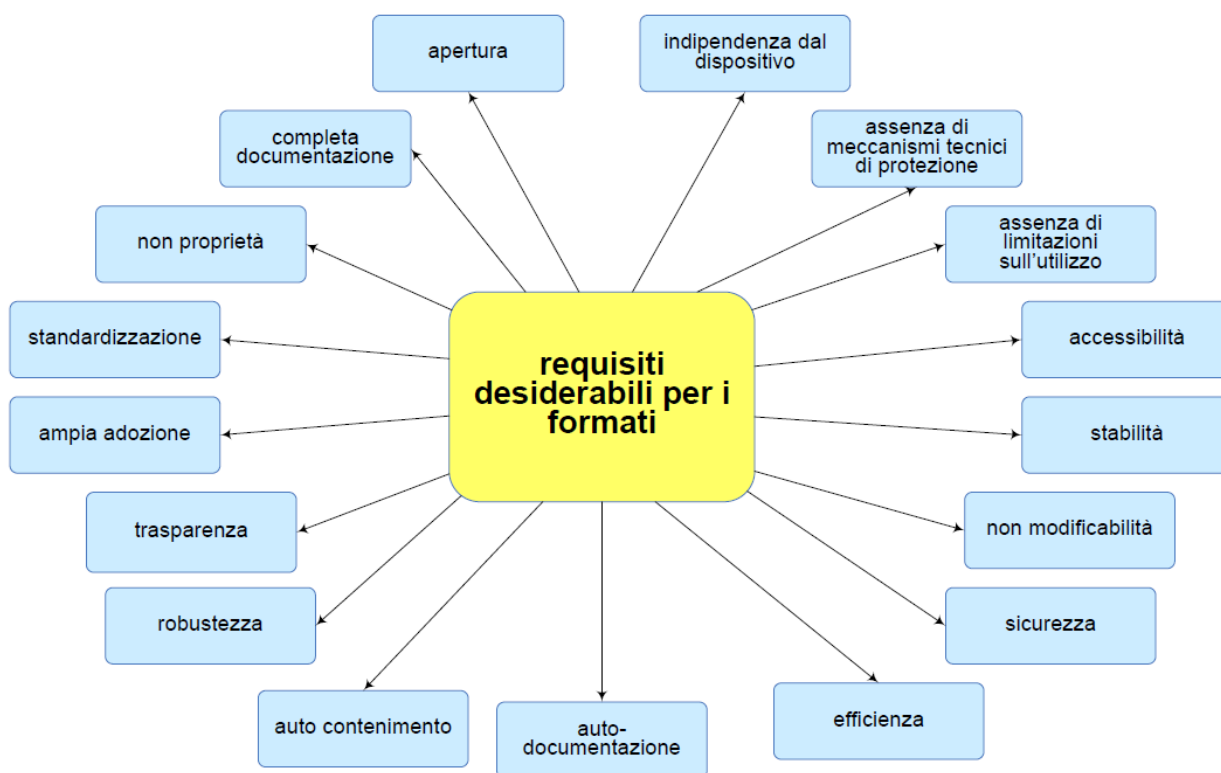 apertura
indipendenza dal
dispositivo
completa
documentazione
assenza di
meccanismi tecnici
di protezione
non proprietà
assenza di
limitazioni
sull'utilizzo
standardizzazione
accessibilità
requisiti
desiderabili per i
formati
ampia adozione
stabilità
trasparenza
non modificabilità
robustezza
sicurezza
auto contenimento
auto-
documentazione
efficienza